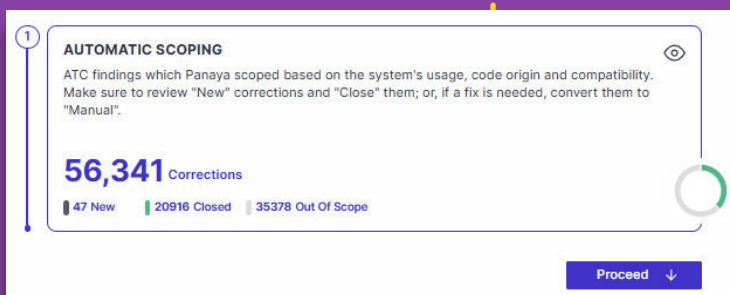 1
AUTOMATIC SCOPING
ATC findings which Panaya scoped based on the system's usage, code origin and compatibility.
Make sure to review "New" corrections and "Close" them; or, if a fix is needed, convert them to
"Manual".
56,341 Corrections
47 New 20916 Closed 35378 Out Of Scope
Proceed ↓